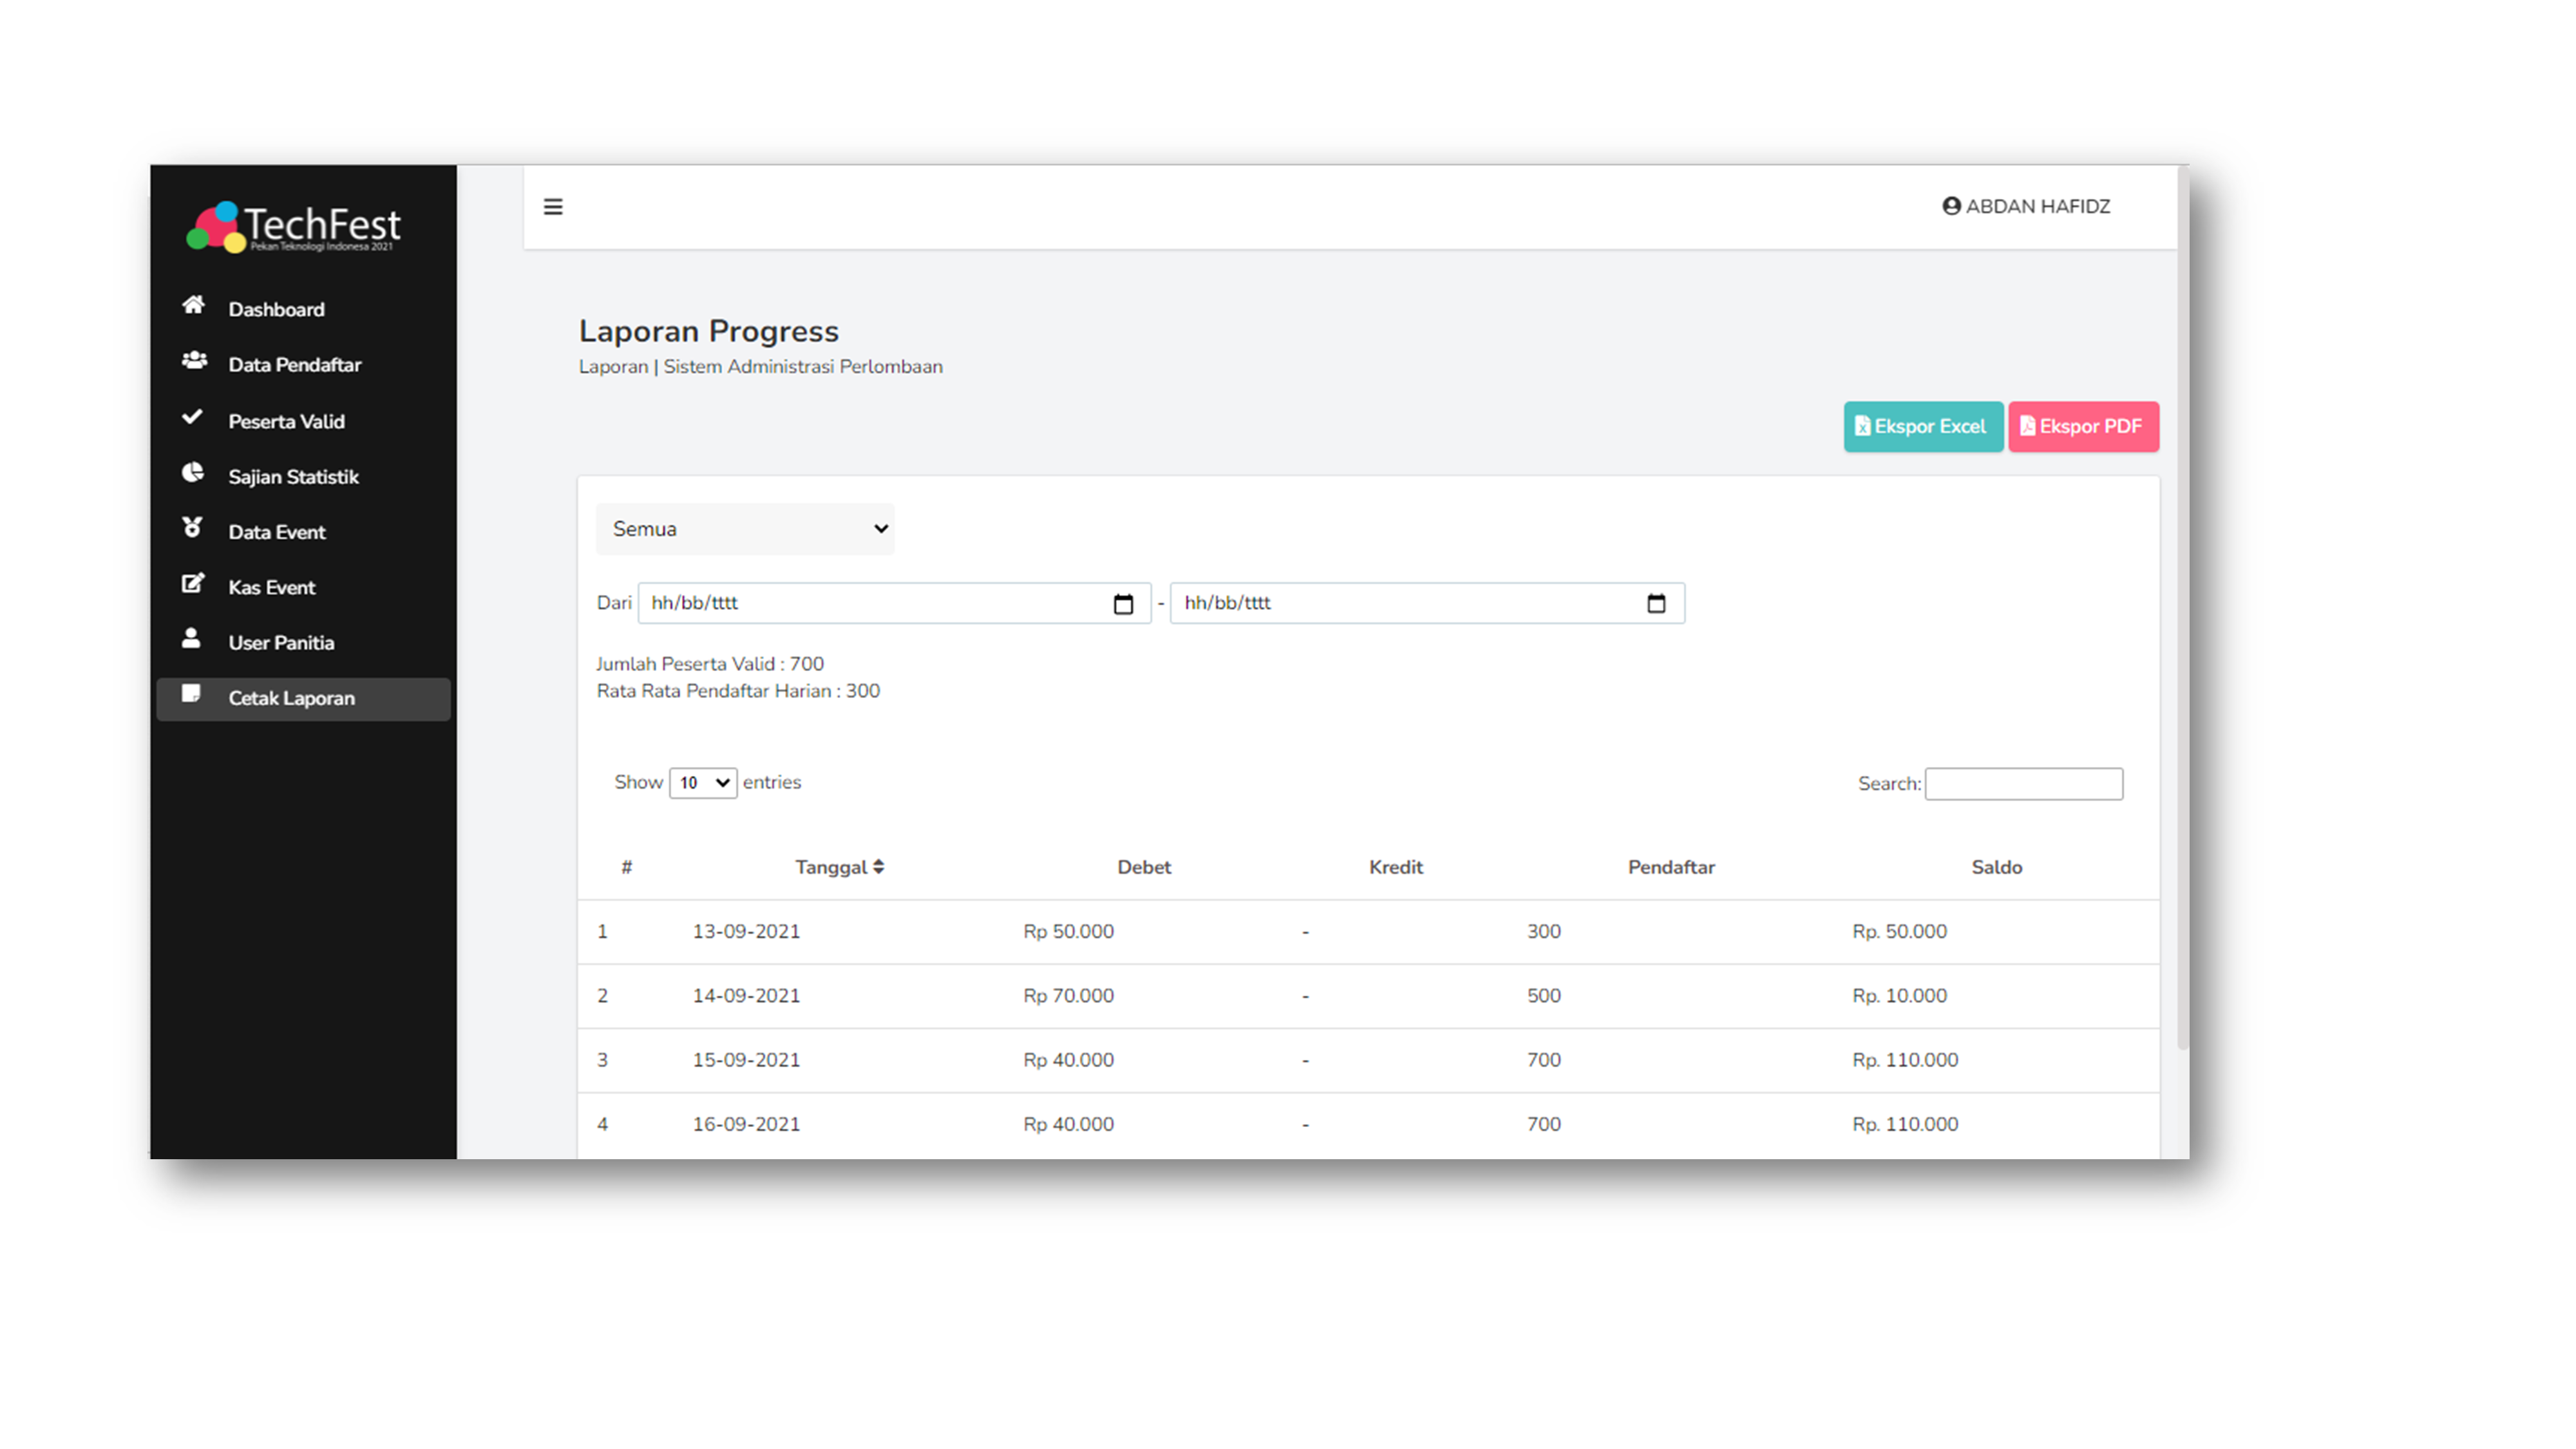 TechFest
Pekan Teknologi Indonesa 2021
Dashboard
Data Pendaftar
Peserta Valid
Sajian Statistik
Data Event
Kas Event
User Panitia
Cetak Laporan
ABDAN HAFIDZ
Laporan Progress
Laporan | Sistem Administrasi Perlombaan
Ekspor Excel Ekspor PDF
Semua
Dari hh/bb/tttt - hh/bb/tttt
Jumlah Peserta Valid : 700
Rata Rata Pendaftar Harian : 300
Show 10 entries Search:
# Tanggal Debet Kredit Pendaftar Saldo
1 13-09-2021 Rp 50.000 - 300 Rp. 50.000
2 14-09-2021 Rp 70.000 - 500 Rp. 10.000
3 15-09-2021 Rp 40.000 - 700 Rp. 110.000
4 16-09-2021 Rp 40.000 - 700 Rp. 110.000